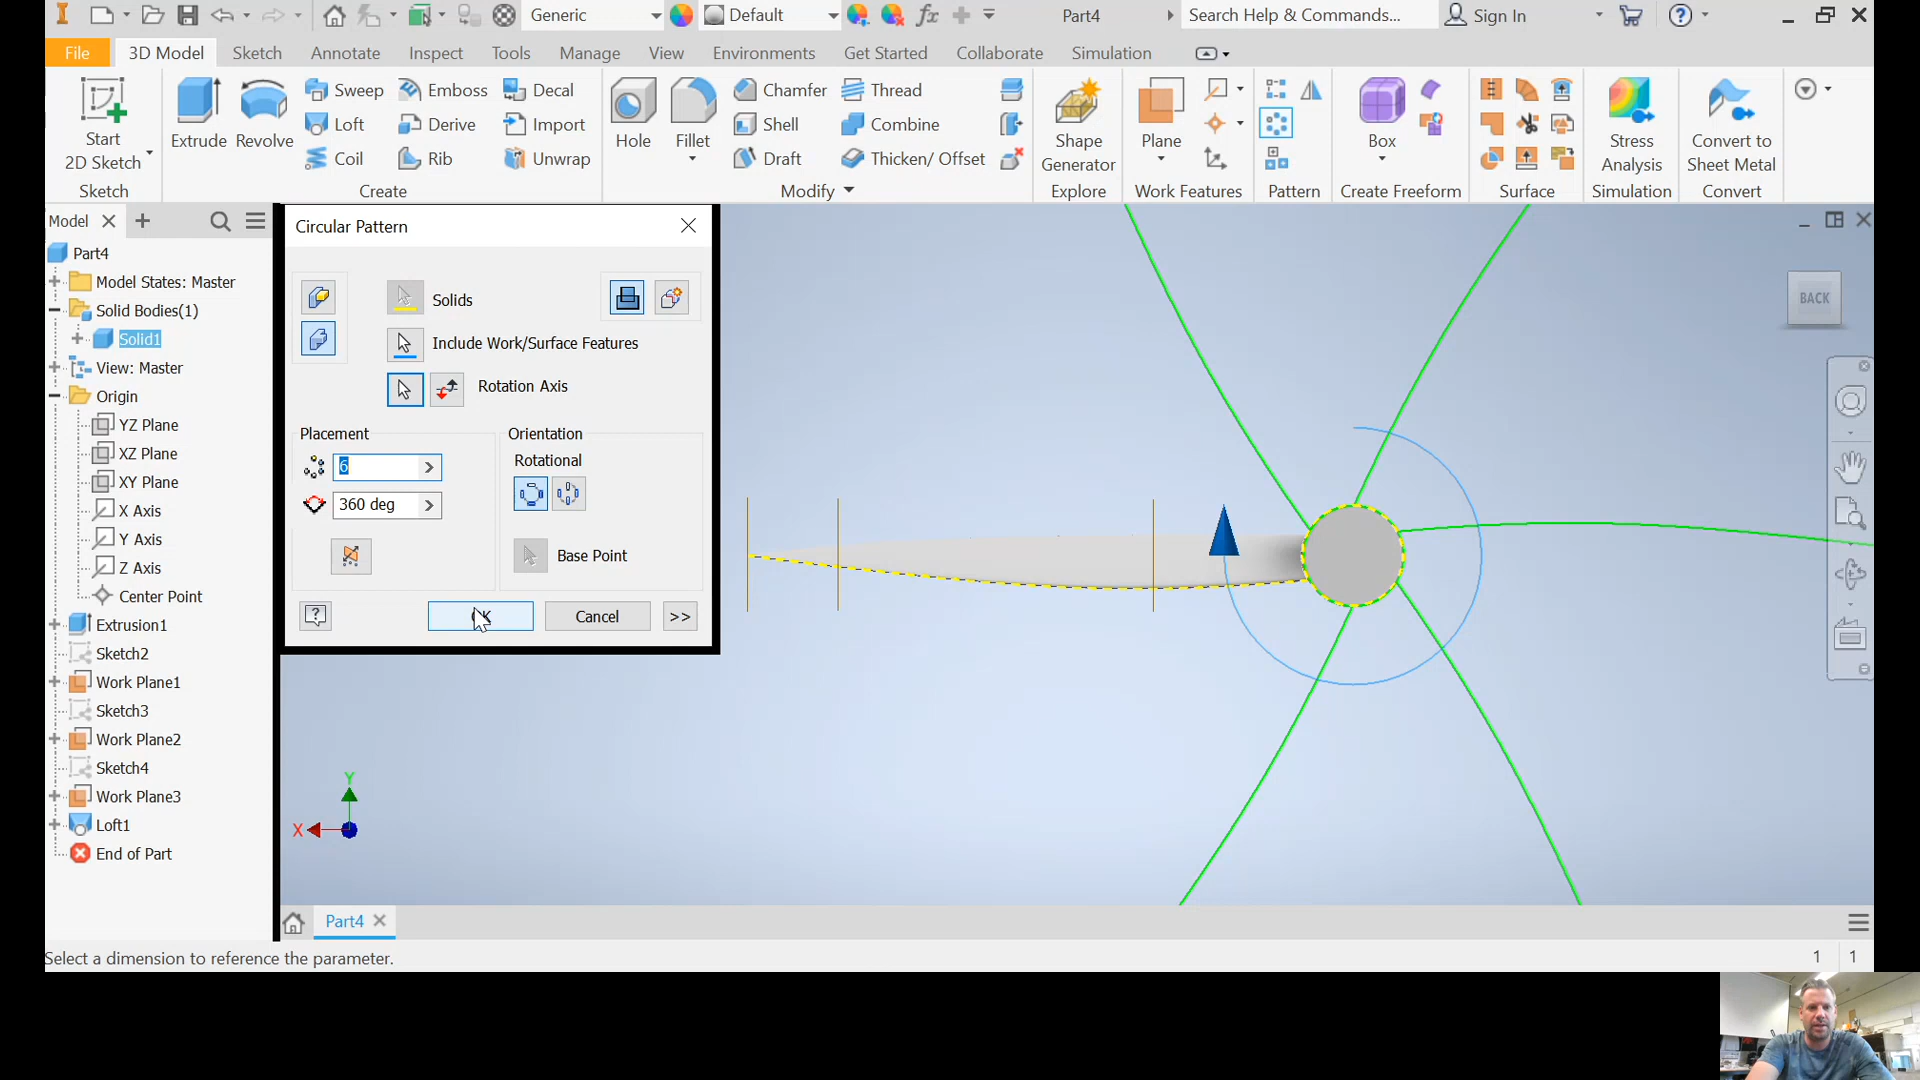 Generic
Default
Part4
Search Help & Commands...
Sign In
File
3D Model
Sketch
Annotate
Inspect
Tools
Manage
View
Environments
Get Started
Collaborate
Simulation
Start
2D Sketch
Extrude
Revolve
Sweep
Emboss
Decal
Loft
Derive
Import
Coil
Rib
Unwrap
Hole
Fillet
Chamfer
Thread
Shell
Combine
Draft
Thicken/ Offset
Shape
Generator
Plane
Box
Stress
Analysis
Convert to
Sheet Metal
Sketch
Create
Modify
Explore
Work Features
Pattern
Create Freeform
Surface
Simulation
Convert
Model
Part4
Model States: Master
Solid Bodies(1)
Solid1
View: Master
Origin
YZ Plane
XZ Plane
XY Plane
X Axis
Y Axis
Z Axis
Center Point
Extrusion1
Sketch2
Work Plane1
Sketch3
Work Plane2
Sketch4
Work Plane3
Loft1
End of Part
Circular Pattern
Solids
Include Work/Surface Features
Rotation Axis
Placement
6
360 deg
Orientation
Rotational
Base Point
Cancel
>>
BACK
Y
X
Part4
Select a dimension to reference the parameter.
1 1